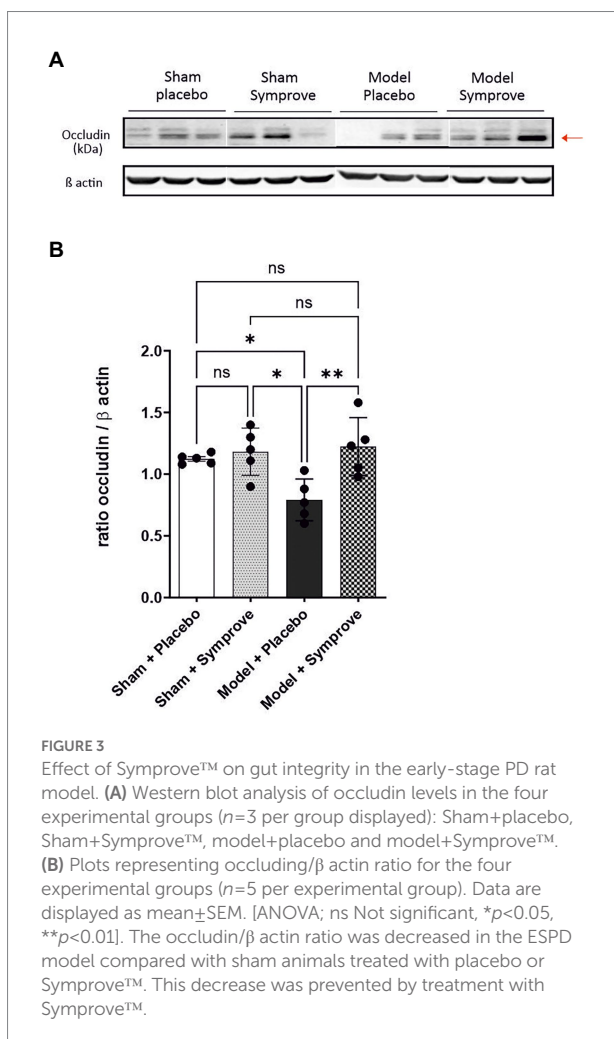 A
Sham
placebo
Sham
Symprove
Model
Placebo
Model
Symprove
Occludin
(kDa)
ß actin
B
ns
ns
*
ns
*
**
2.0
1.5
1.0
0.5
0.0
ratio occludin / β actin
Sham + Placebo
Sham + Symprove
Model + Placebo
Model + Symprove
FIGURE 3
Effect of Symprove™ on gut integrity in the early-stage PD rat
model. (A) Western blot analysis of occludin levels in the four
experimental groups (n=3 per group displayed): Sham+placebo,
Sham+Symprove™, model+placebo and model+Symprove™.
(B) Plots representing occluding/β actin ratio for the four
experimental groups (n=5 per experimental group). Data are
displayed as mean±SEM. [ANOVA; ns Not significant, *p<0.05,
**p<0.01]. The occludin/β actin ratio was decreased in the ESPD
model compared with sham animals treated with placebo or
Symprove™. This decrease was prevented by treatment with
Symprove™.